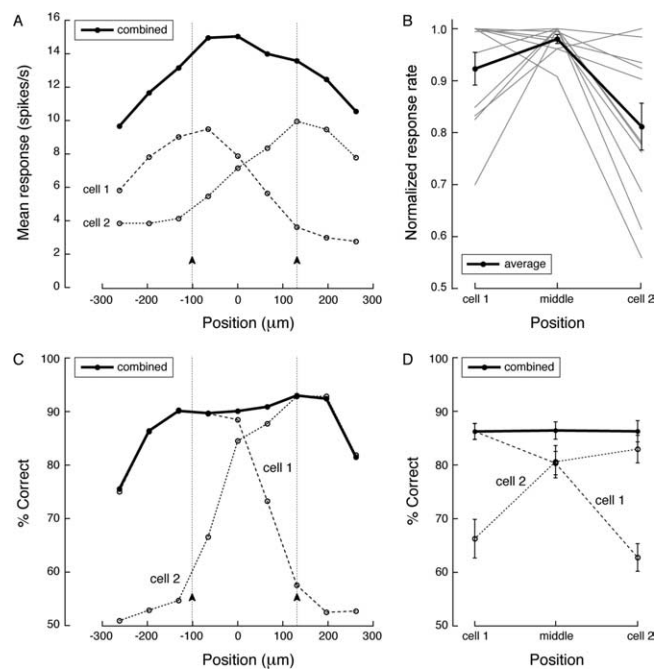 A
combined
16
14
12
10
8
6
4
2
0
Mean response (spikes/s)
cell 1
cell 2
-300 -200 -100 0 100 200 300
Position (μm)
B
1.0
0.9
0.8
0.7
0.6
0.5
Normalized response rate
average
cell 1 middle cell 2
Position
C
combined
100
90
80
70
60
50
% Correct
cell 1
cell 2
-300 -200 -100 0 100 200 300
Position (μm)
D
combined
100
90
80
70
60
50
% Correct
cell 2
cell 1
cell 1 middle cell 2
Position